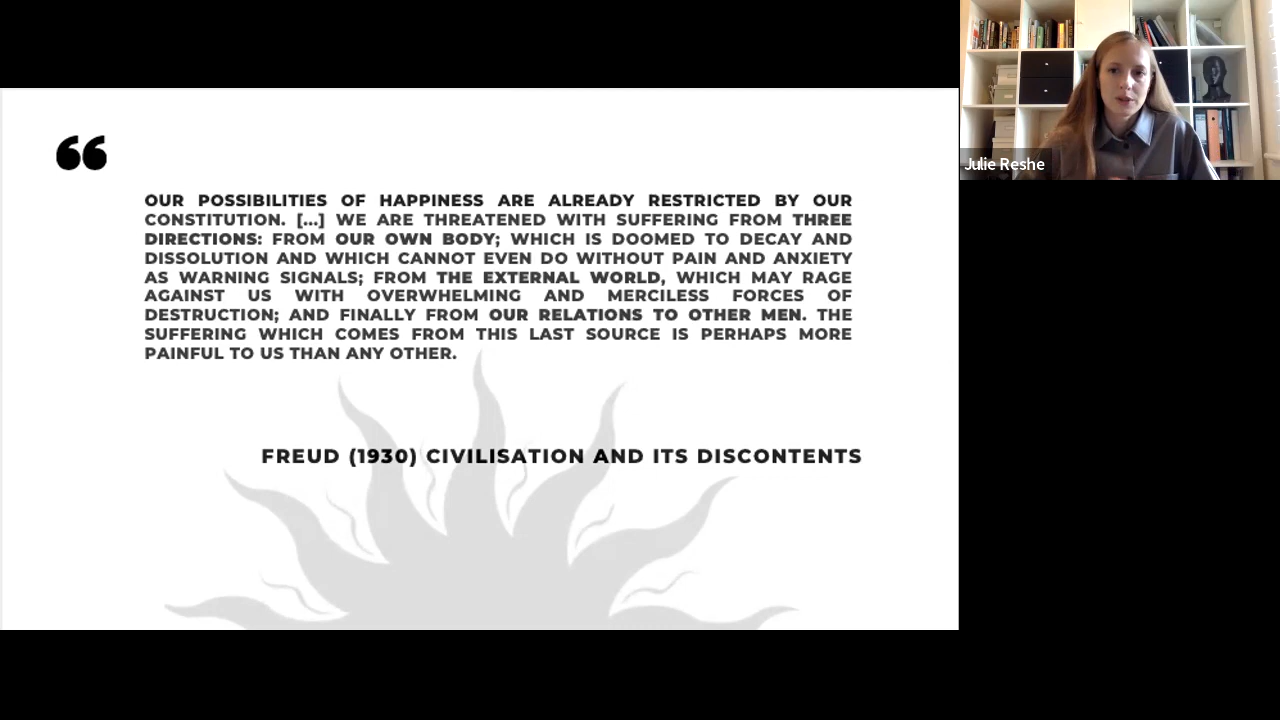 “
OUR POSSIBILITIES OF HAPPINESS ARE ALREADY RESTRICTED BY OUR
CONSTITUTION. [...] WE ARE THREATENED WITH SUFFERING FROM THREE
DIRECTIONS: FROM OUR OWN BODY; WHICH IS DOOMED TO DECAY AND
DISSOLUTION AND WHICH CANNOT EVEN DO WITHOUT PAIN AND ANXIETY
AS WARNING SIGNALS; FROM THE EXTERNAL WORLD, WHICH MAY RAGE
AGAINST US WITH OVERWHELMING AND MERCILESS FORCES OF
DESTRUCTION; AND FINALLY FROM OUR RELATIONS TO OTHER MEN. THE
SUFFERING WHICH COMES FROM THIS LAST SOURCE IS PERHAPS MORE
PAINFUL TO US THAN ANY OTHER.
FREUD (1930) CIVILISATION AND ITS DISCONTENTS
Julie Reshe